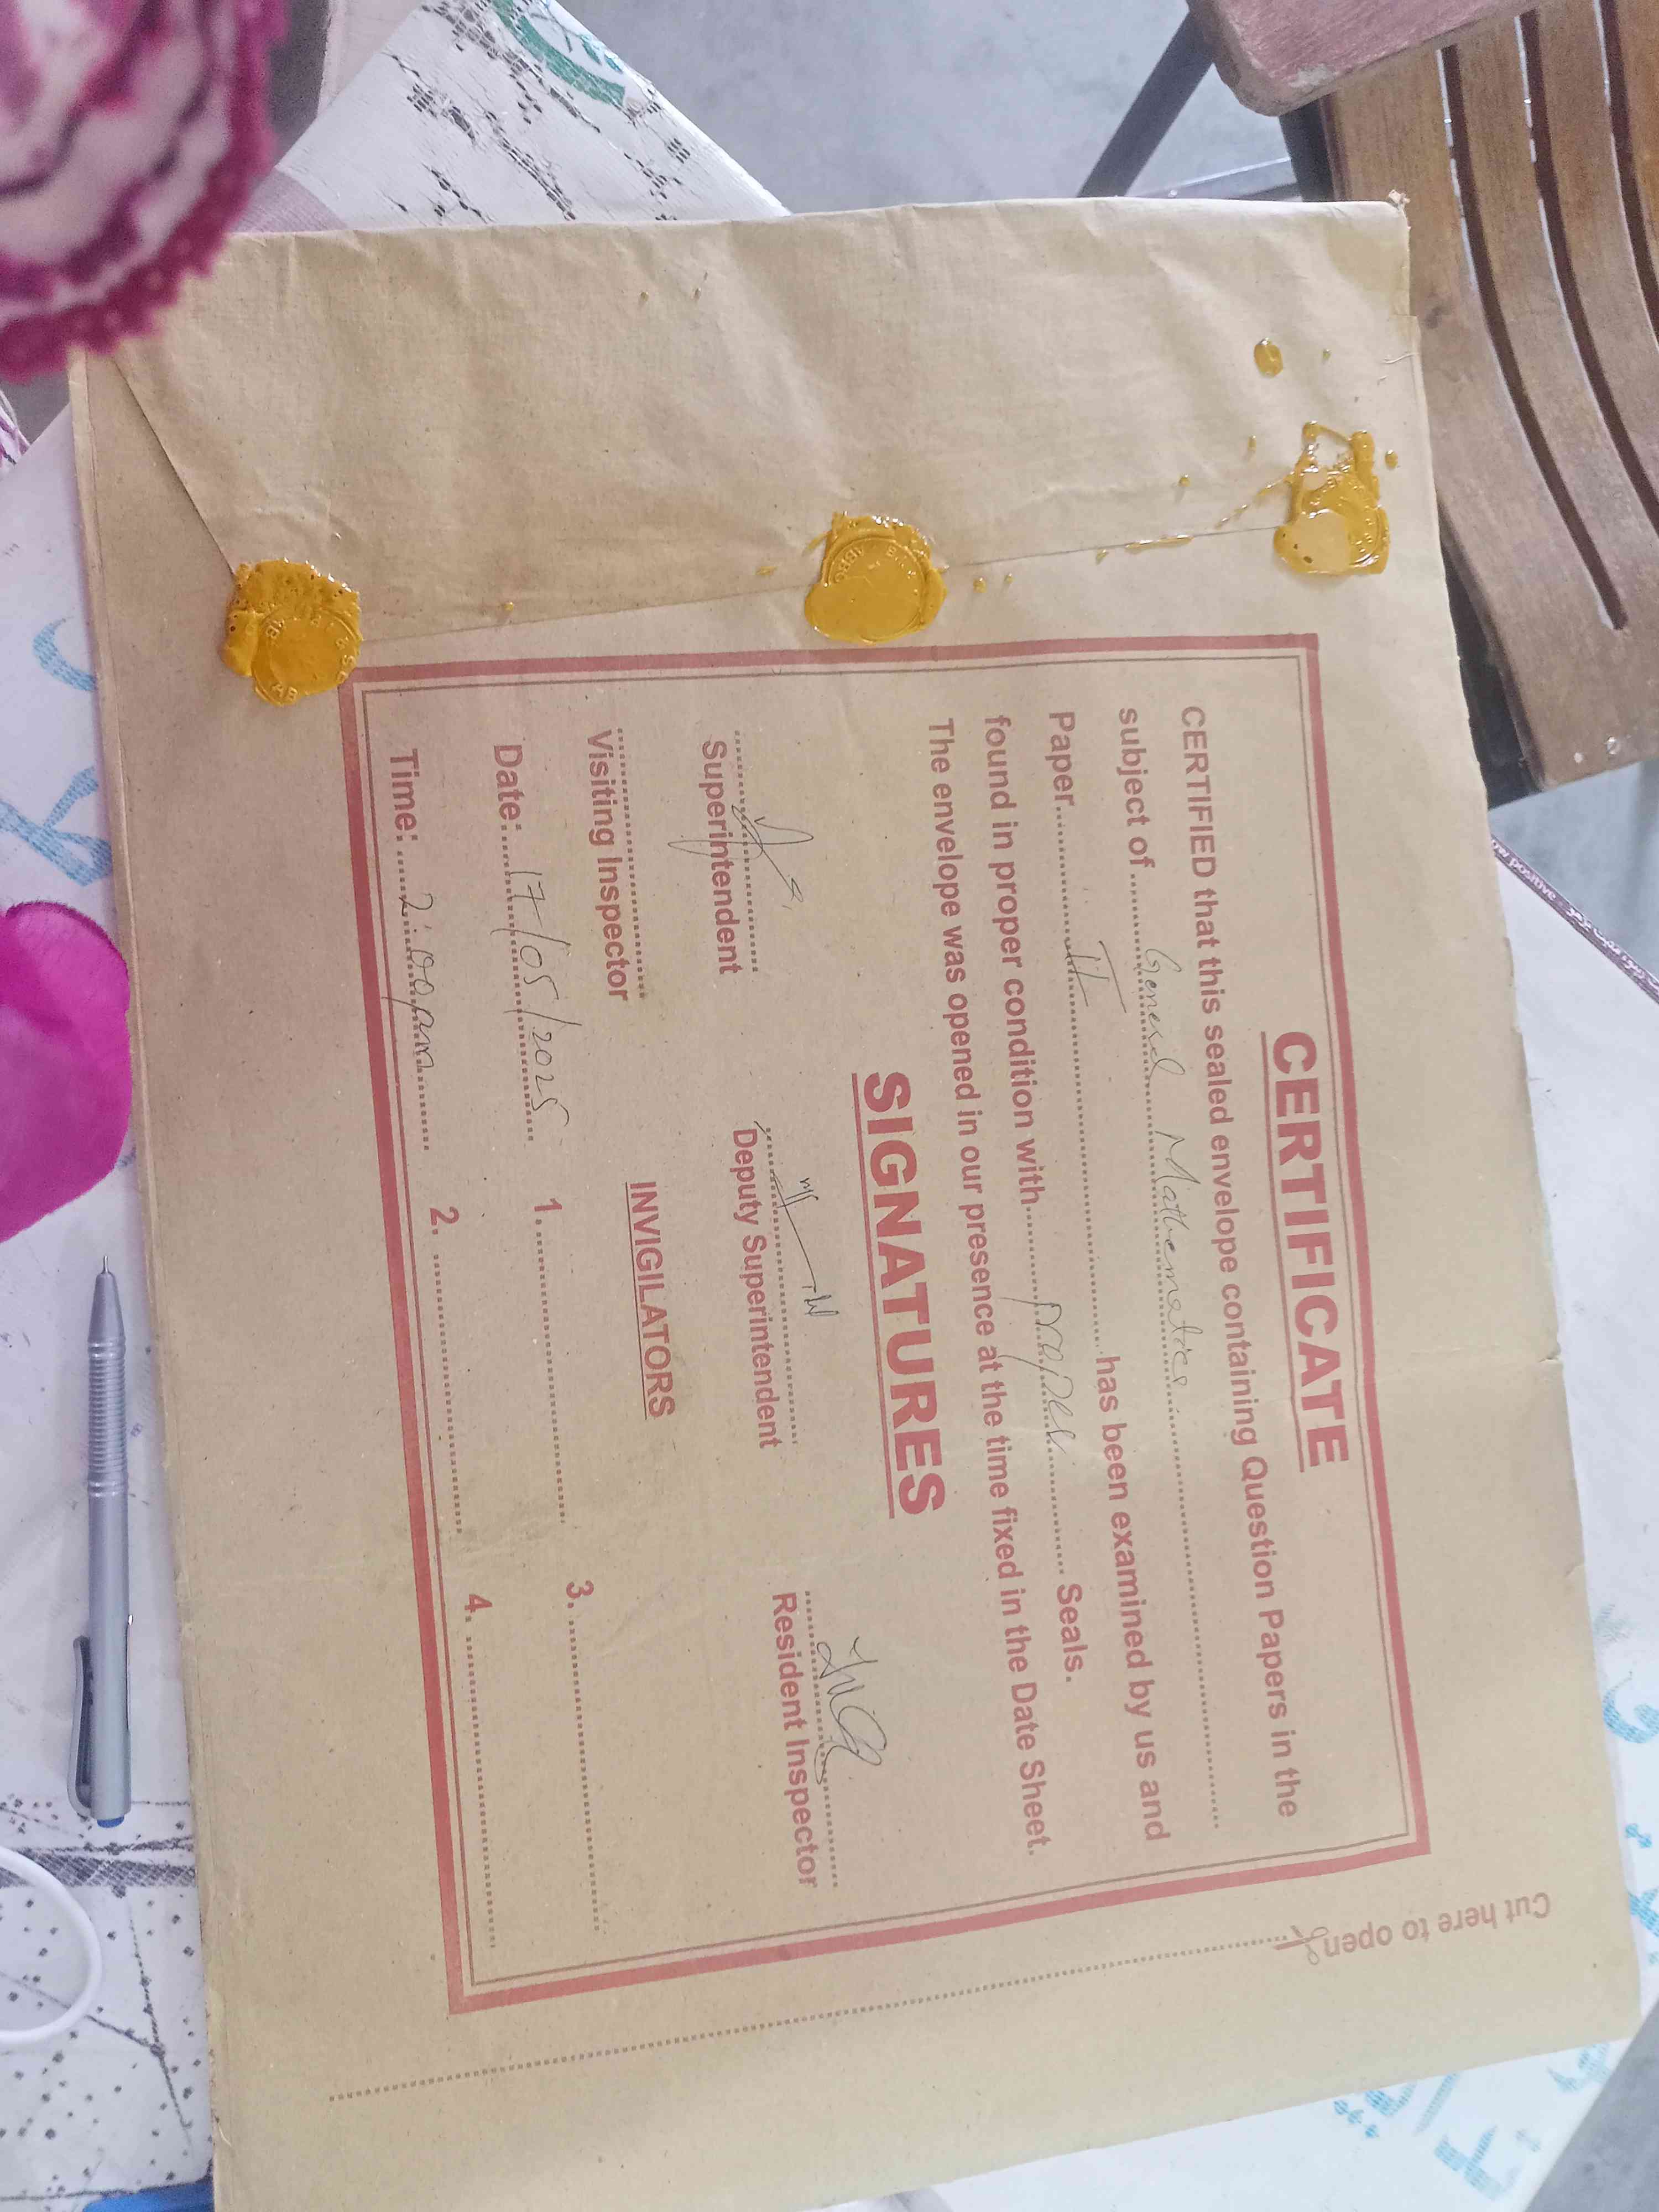 CERTIFICATE
CERTIFIED that this sealed envelope containing Question Papers in the
subject of General Mathematics
Paper II has been examined by us and
found in proper condition with proper Seals.
The envelope was opened in our presence at the time fixed in the Date Sheet.
SIGNATURES
Superintendent Deputy Superintendent Resident Inspector
Visiting Inspector INVIGILATORS
Date: 17/05/2025 1. 3.
Time: 2:00pm 2. 4.
Cut here to open